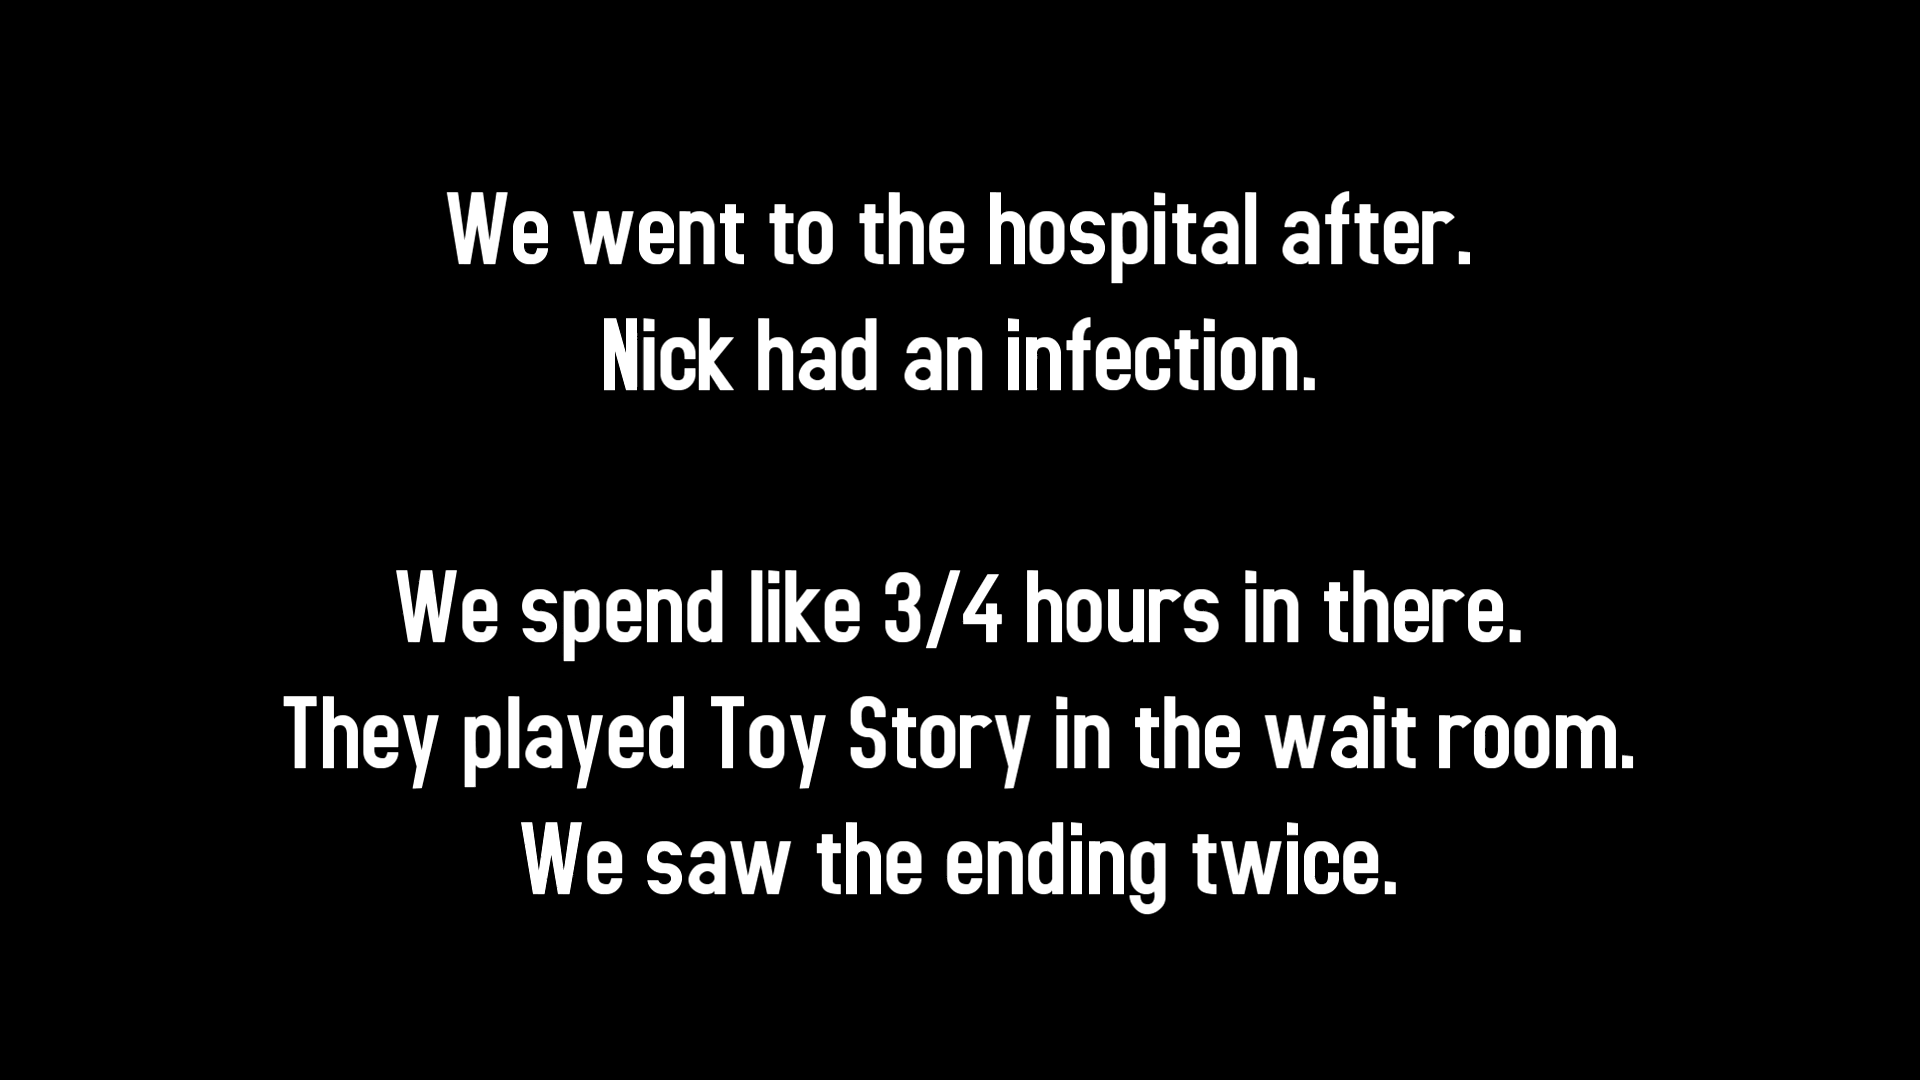 We went to the hospital after.
Nick had an infection.
We spend like 3/4 hours in there.
They played Toy Story in the wait room.
We saw the ending twice.